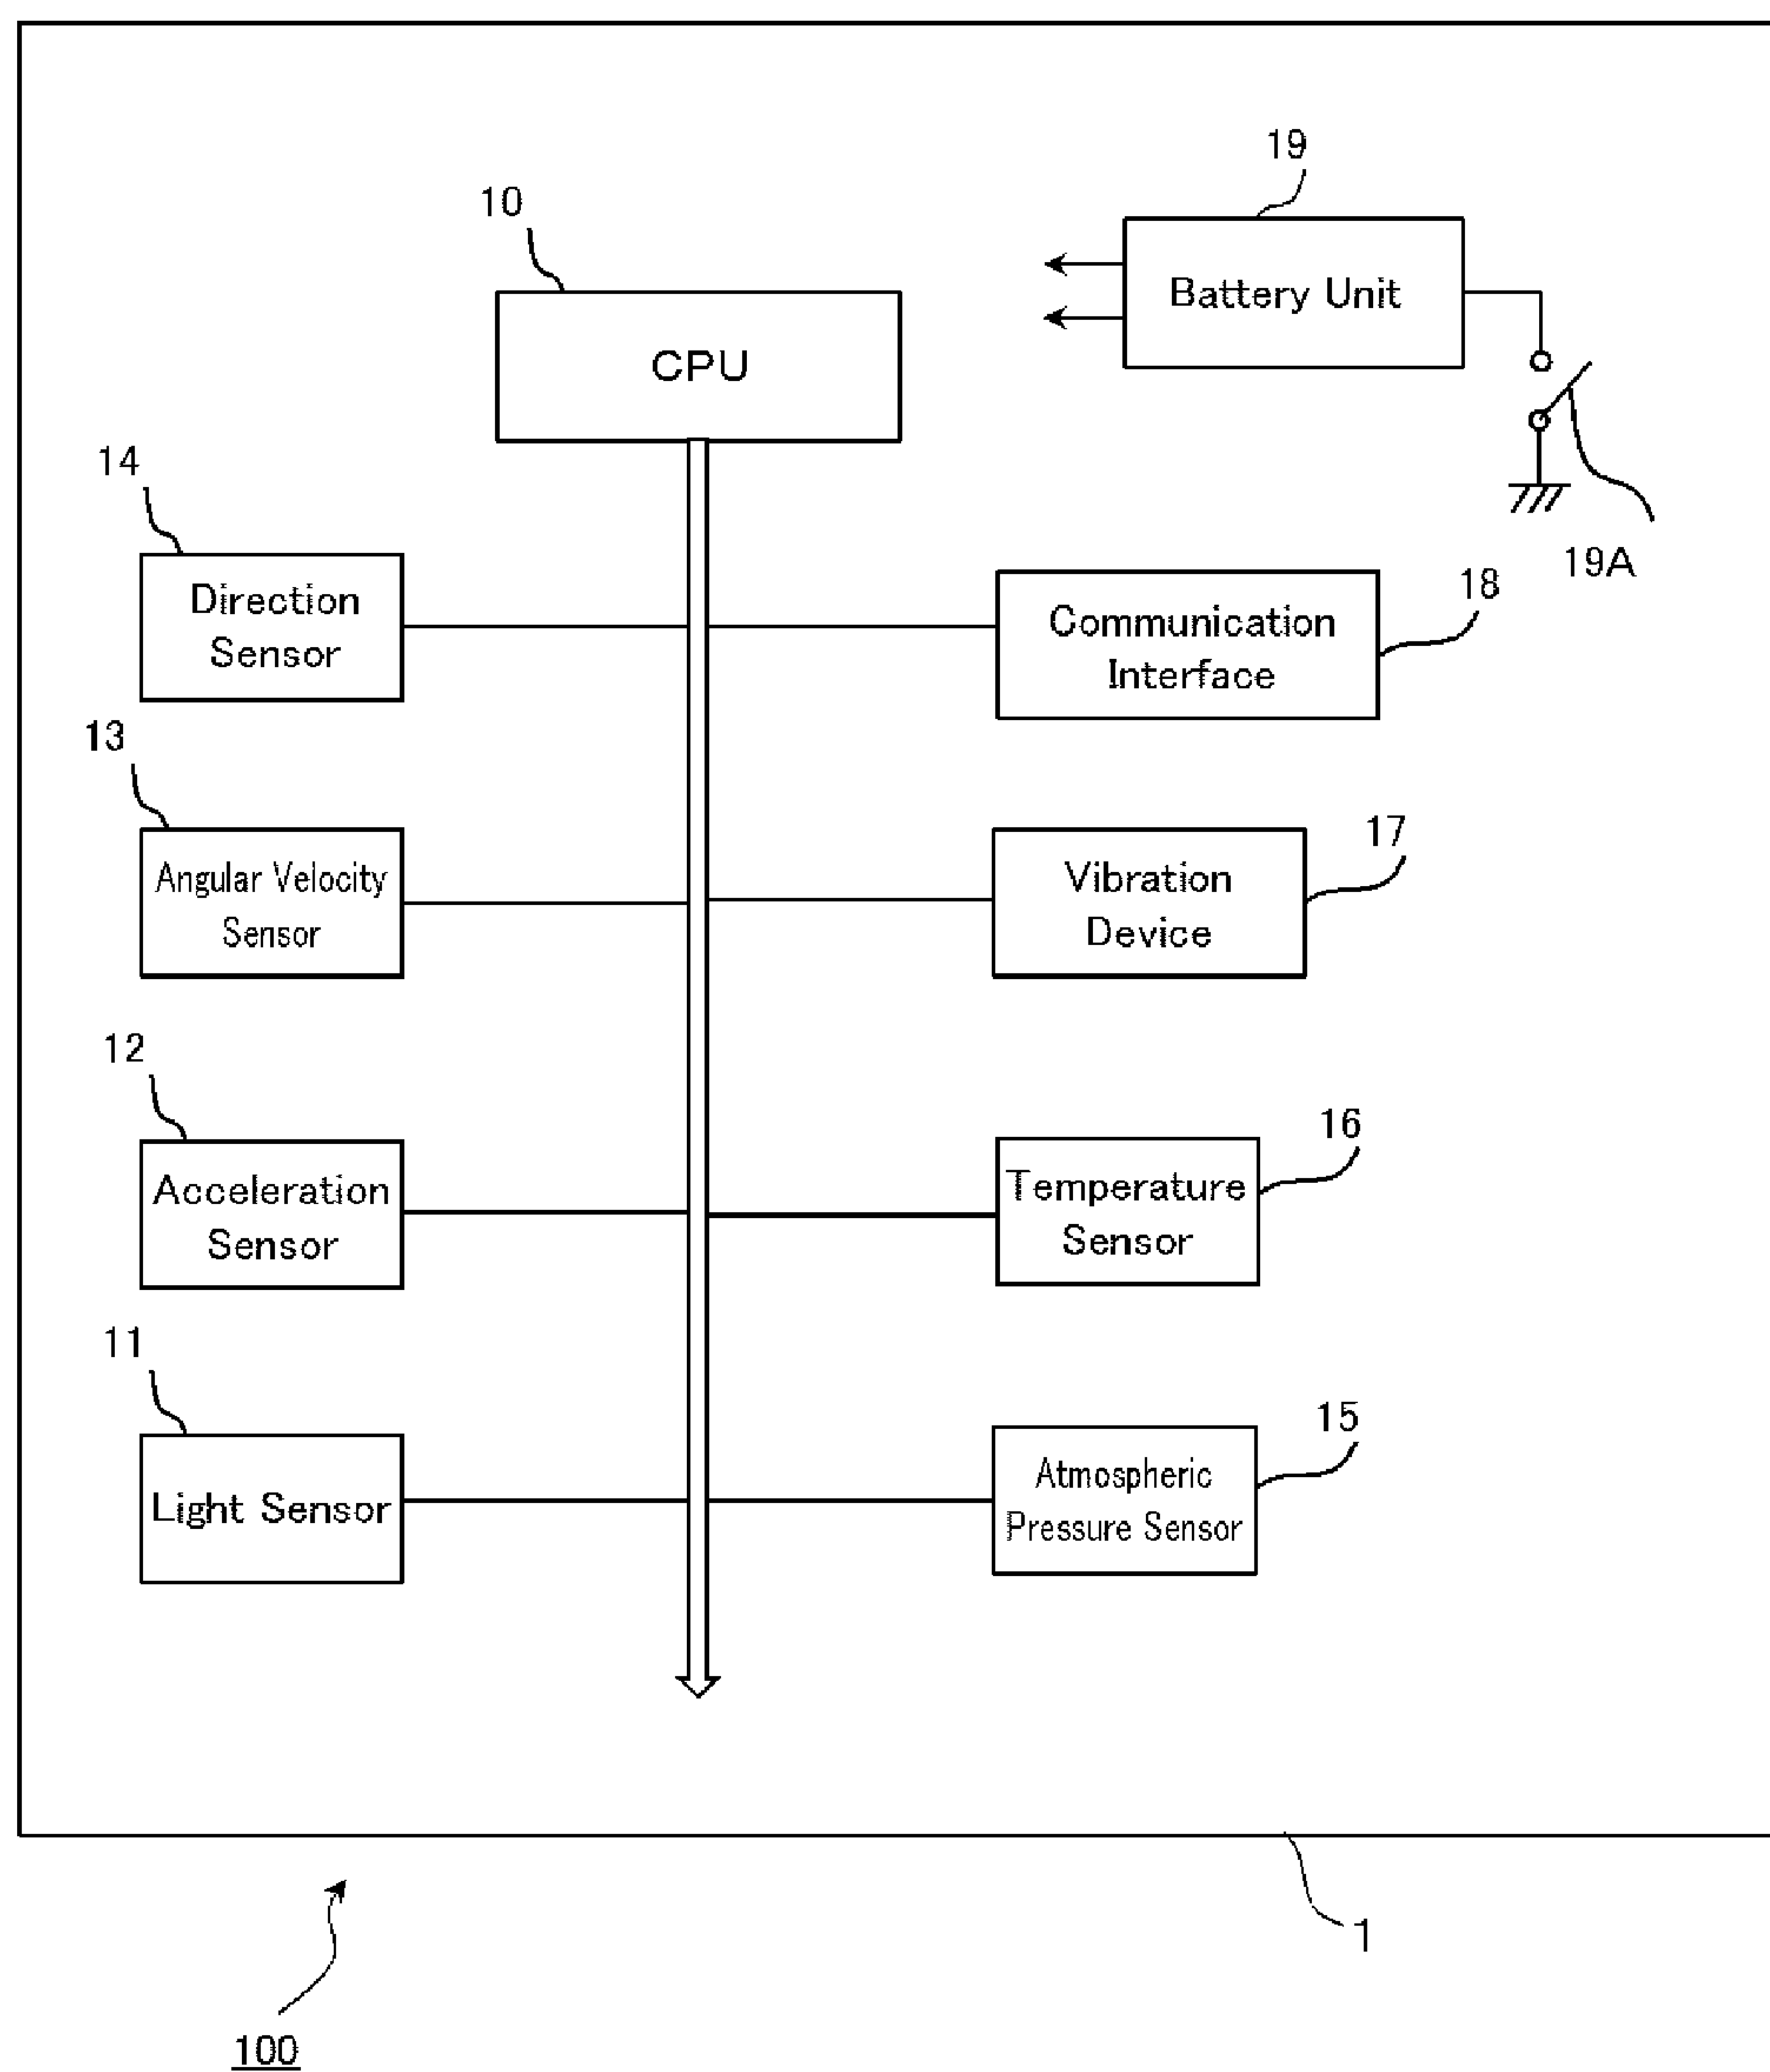 19
10
Battery Unit
CPU
14
19A
18
Direction
Sensor
Communication
Interface
13
17
Angular Velocity
Sensor
Vibration
Device
12
16
Acceleration
Sensor
Temperature
Sensor
11
15
Light Sensor
Atmospheric
Pressure Sensor
1
100